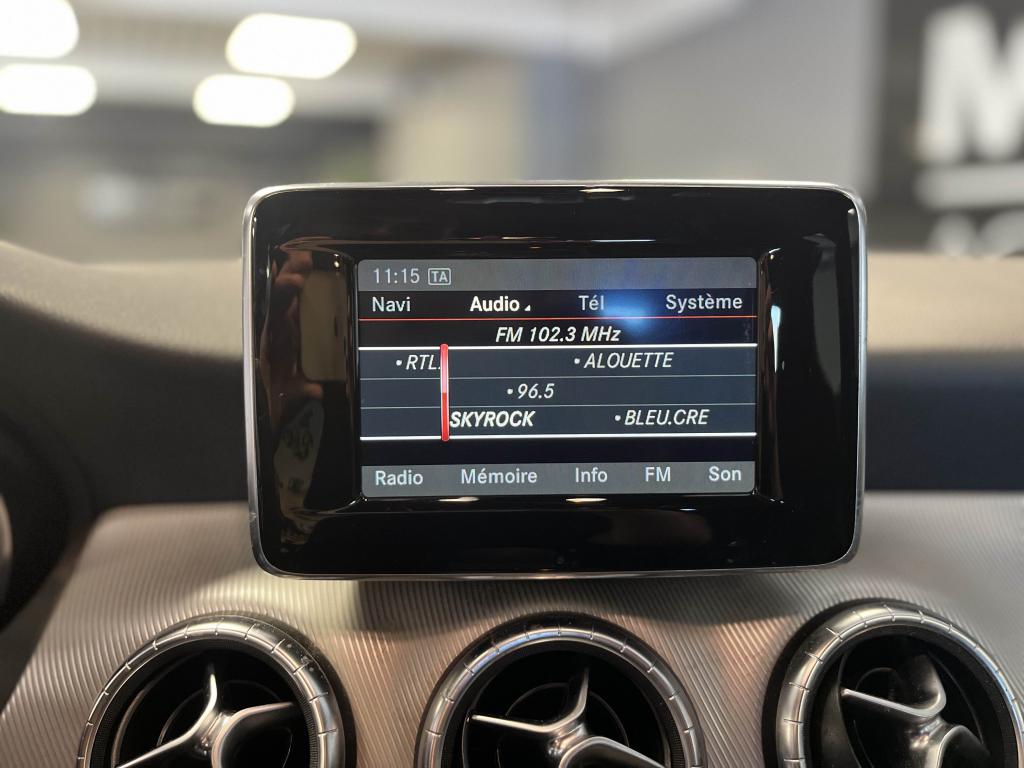 11:15 TA
Navi Audio Tél Système
FM 102.3 MHz
•RTL •ALOUETTE
•96.5
SKYROCK •BLEU.CRE
Radio Mémoire Info FM Son